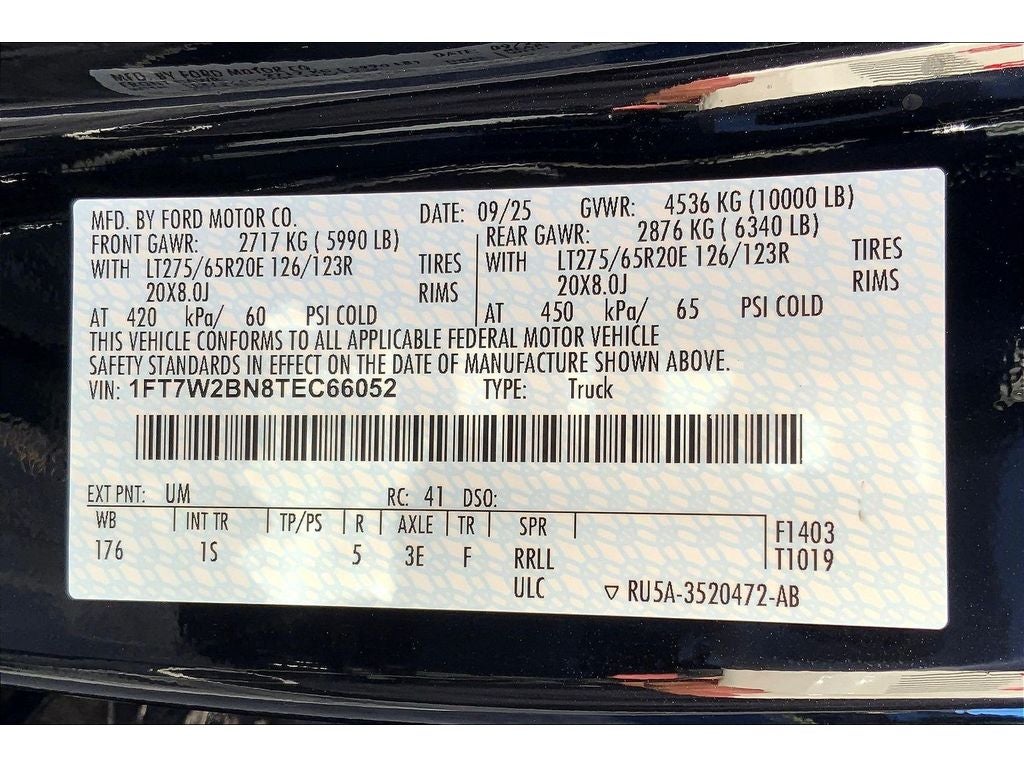 MFD. BY FORD MOTOR CO. DATE: 09/25 GVWR: 4536 KG (10000 LB)
FRONT GAWR: 2717 KG ( 5990 LB) REAR GAWR: 2876 KG ( 6340 LB)
WITH LT275/65R20E 126/123R TIRES WITH LT275/65R20E 126/123R TIRES
20X8.0J RIMS 20X8.0J RIMS
AT 420 kPa/ 60 PSI COLD AT 450 kPa/ 65 PSI COLD
THIS VEHICLE CONFORMS TO ALL APPLICABLE FEDERAL MOTOR VEHICLE
SAFETY STANDARDS IN EFFECT ON THE DATE OF MANUFACTURE SHOWN ABOVE.
VIN: 1FT7W2BN8TEC66052 TYPE: Truck
EXT PNT: UM RC: 41 DSO:
WB INT TR TP/PS R AXLE TR SPR F1403
176 1S 5 3E F RRLL T1019
ULC RU5A-3520472-AB